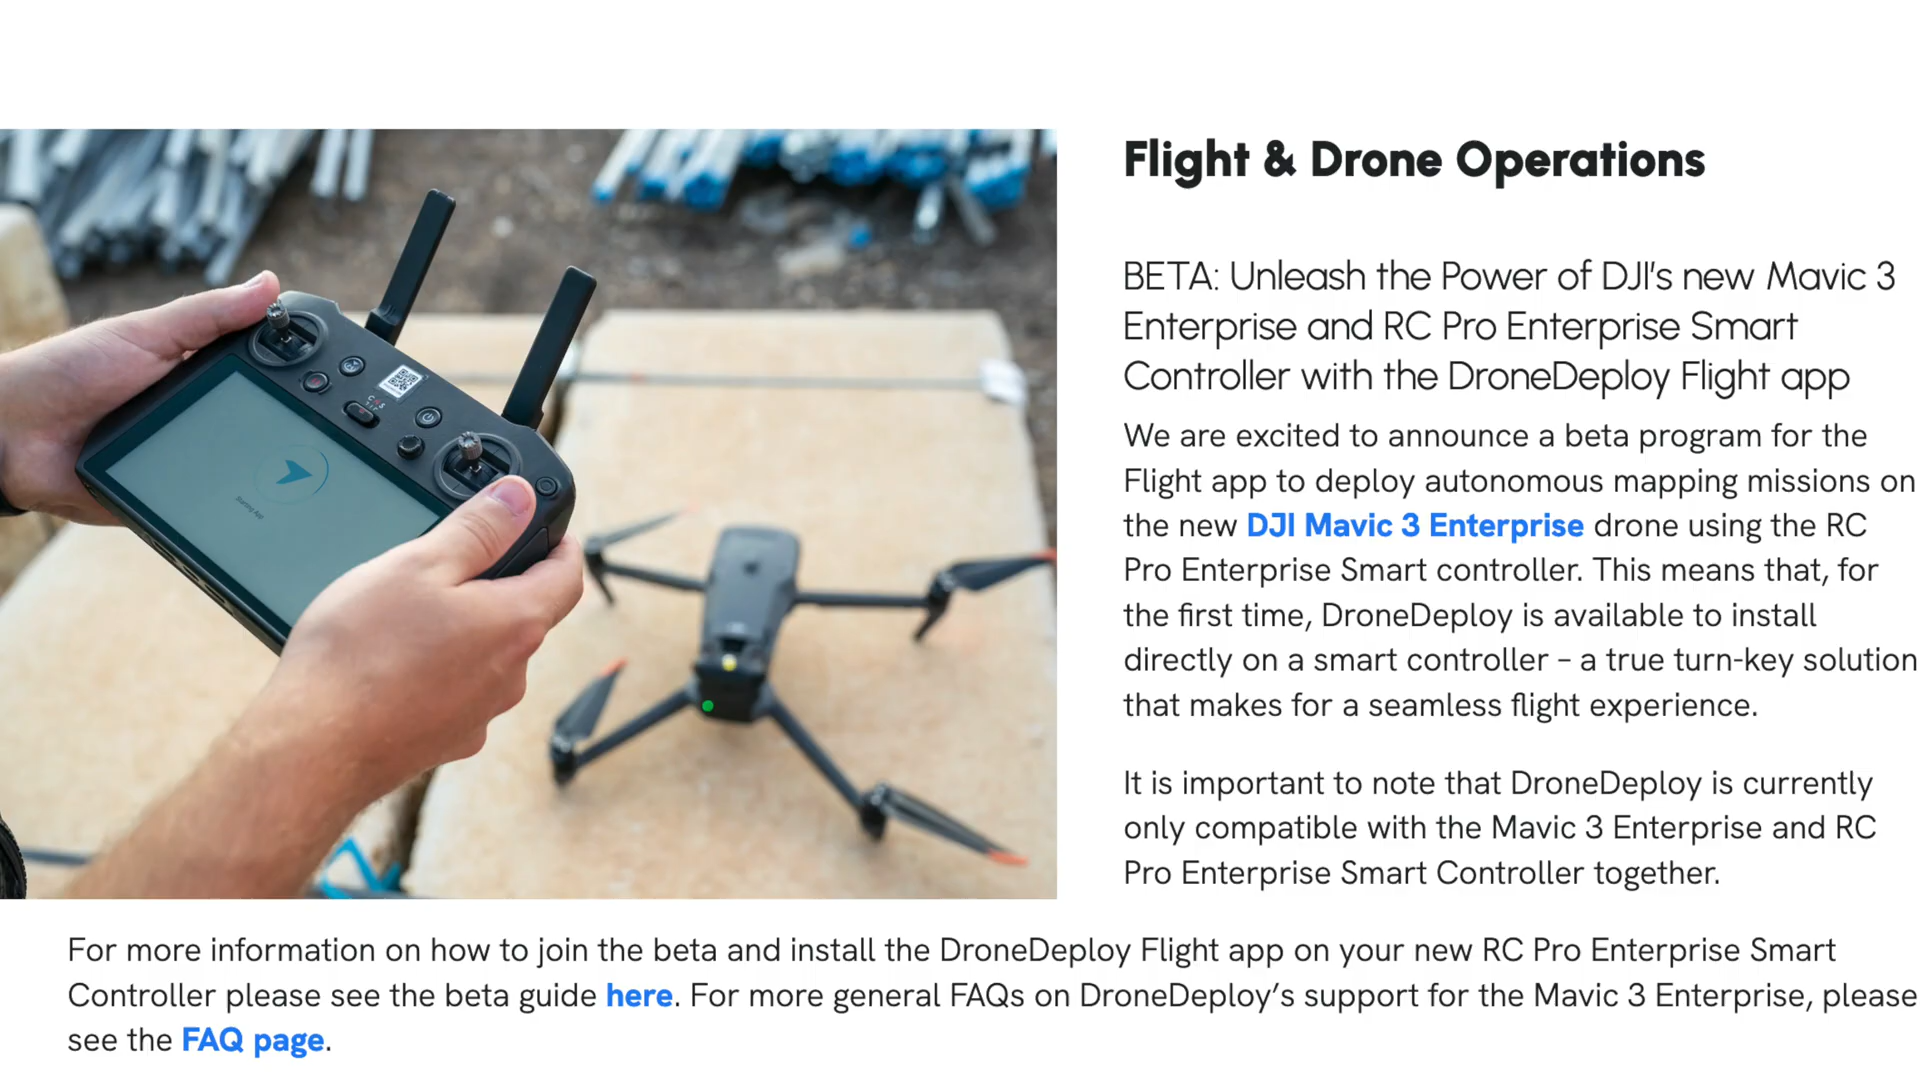 Flight & Drone Operations
BETA: Unleash the Power of DJI's new Mavic 3
Enterprise and RC Pro Enterprise Smart
Controller with the DroneDeploy Flight app
We are excited to announce a beta program for the
Flight app to deploy autonomous mapping missions on
the new DJI Mavic 3 Enterprise drone using the RC
Pro Enterprise Smart controller. This means that, for
the first time, DroneDeploy is available to install
directly on a smart controller – a true turn-key solution
that makes for a seamless flight experience.
It is important to note that DroneDeploy is currently
only compatible with the Mavic 3 Enterprise and RC
Pro Enterprise Smart Controller together.
For more information on how to join the beta and install the DroneDeploy Flight app on your new RC Pro Enterprise Smart
Controller please see the beta guide here. For more general FAQs on DroneDeploy’s support for the Mavic 3 Enterprise, please
see the FAQ page.